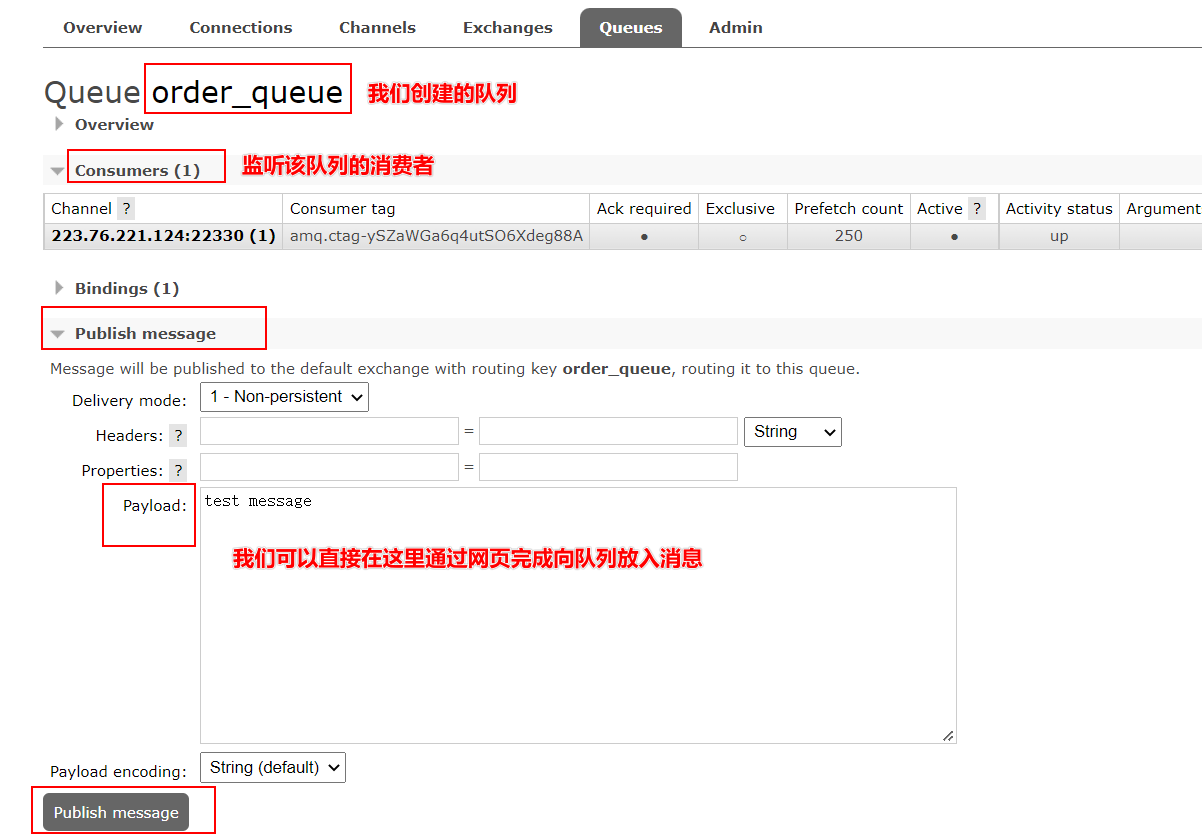 Overview Connections Channels Exchanges Queues Admin
Queue order_queue 我们创建的队列
Overview
Consumers (1) 监听该队列的消费者
Channel ? Consumer tag Ack required Exclusive Prefetch count Active ? Activity status Argument
223.76.221.124:22330 (1) amq.ctag-ySZaWGa6q4utSO6Xdeg88A ● ○ 250 ● up
Bindings (1)
Publish message
Message will be published to the default exchange with routing key order_queue, routing it to this queue.
Delivery mode: 1 - Non-persistent
Headers: ? = String
Properties: ? =
Payload: test message
我们可以直接在这里通过网页完成向队列放入消息
Payload encoding: String (default)
Publish message